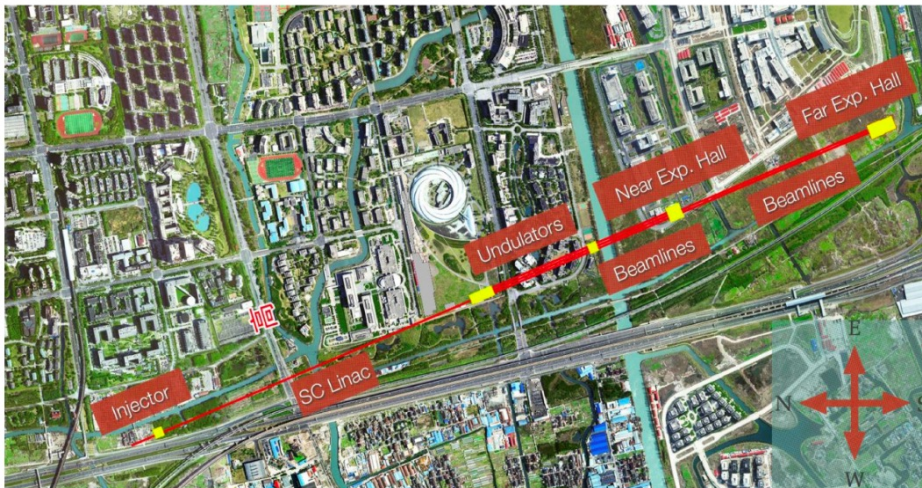 Far Exp. Hall
Near Exp. Hall
Beamlines
Undulators
Beamlines
SC Linac
Injector
E
N
W